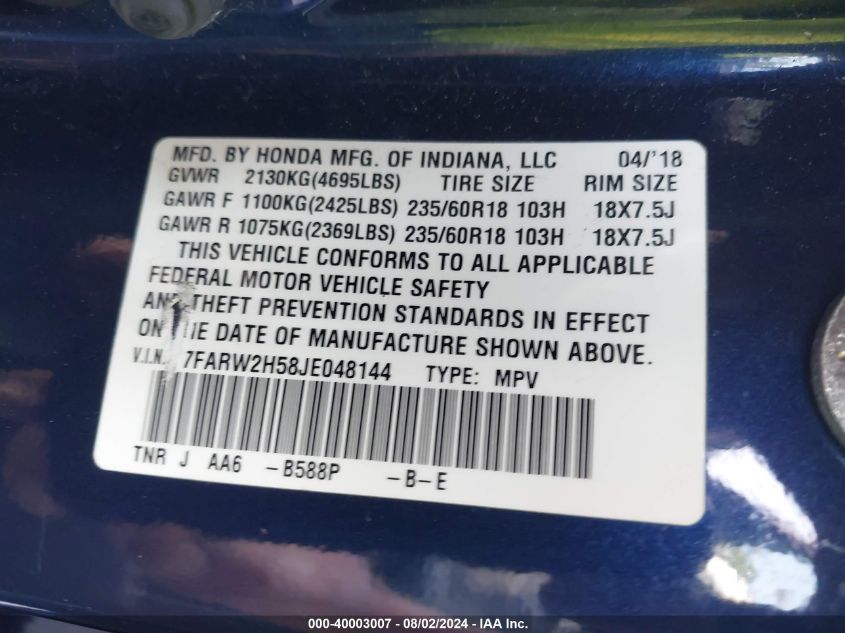 MFD. BY HONDA MFG. OF INDIANA, LLC 04/'18
GVWR 2130KG(4695LBS) TIRE SIZE RIM SIZE
GAWR F 1100KG(2425LBS) 235/60R18 103H 18X7.5J
GAWR R 1075KG(2369LBS) 235/60R18 103H 18X7.5J
THIS VEHICLE CONFORMS TO ALL APPLICABLE
FEDERAL MOTOR VEHICLE SAFETY
AND THEFT PREVENTION STANDARDS IN EFFECT
ON THE DATE OF MANUFACTURE SHOWN ABOVE.
V.I.N. 7FARW2H58JE048144 TYPE: MPV
TNR J AA6 -B588P -B-E
000-40003007 - 08/02/2024 - IAA Inc.